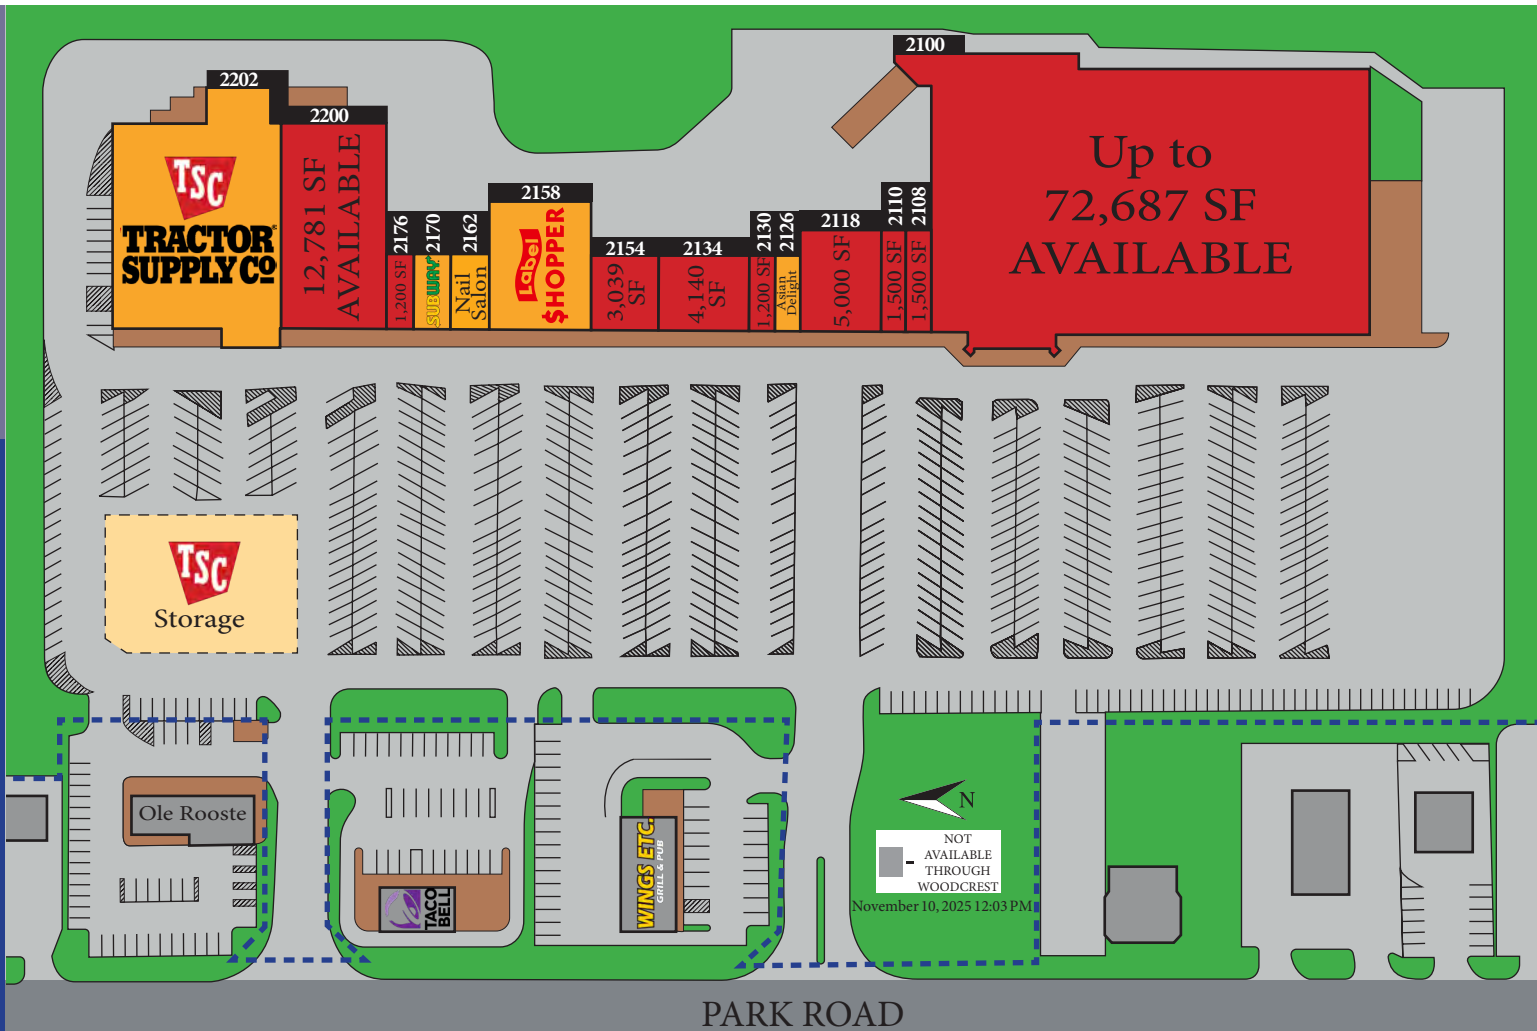 2100
2202
2200
TSC
TRACTOR
SUPPLY CO
12,781 SF
AVAILABLE
2176
1,200 SF
2170
SUBWAY
2162
Nail
Salon
2158
Label
$HOPPER
2154
3,039
SF
2134
4,140
SF
2130
1,200 SF
2126
Asian
Delight
2118
5,000 SF
2110
1,500 SF
2108
1,500 SF
Up to
72,687 SF
AVAILABLE
TSC
Storage
Ole Rooste
TACO
BELL
WINGS ETC.
GRILL & PUB
N
NOT
AVAILABLE
THROUGH
WOODCREST
November 10, 2025 12:03 PM
PARK ROAD